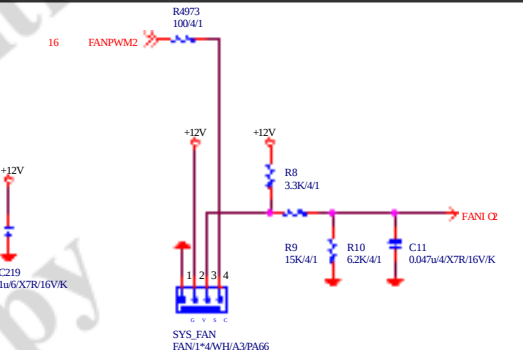 R4973
100/4/1
16 FANPWM2
+12V
+12V
+12V
R8
3.3K/4/1
FANIO2
R9
15K/4/1
R10
6.2K/4/1
C11
0.047u/4/X7R/16V/K
C219
1u/6/X7R/16V/K
1 2 3 4
G V S C
SYS_FAN
FAN/1*4/WH/A3/PA66
by